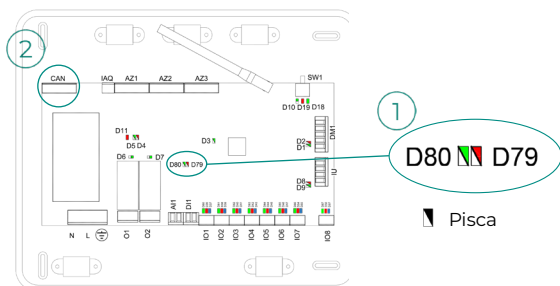 2
CAN
IAQ AZ1 AZ2 AZ3
SW1
D10 D19 D18
D11
D5 D4
D3
D2
D1
DM1
D6
D7
D80 D79
IU
D8
D9
AI1 DI1
N L O1 O2
IO1 IO2 IO3 IO4 IO5 IO6 IO7 IO8
1
D80 D79
Pisca